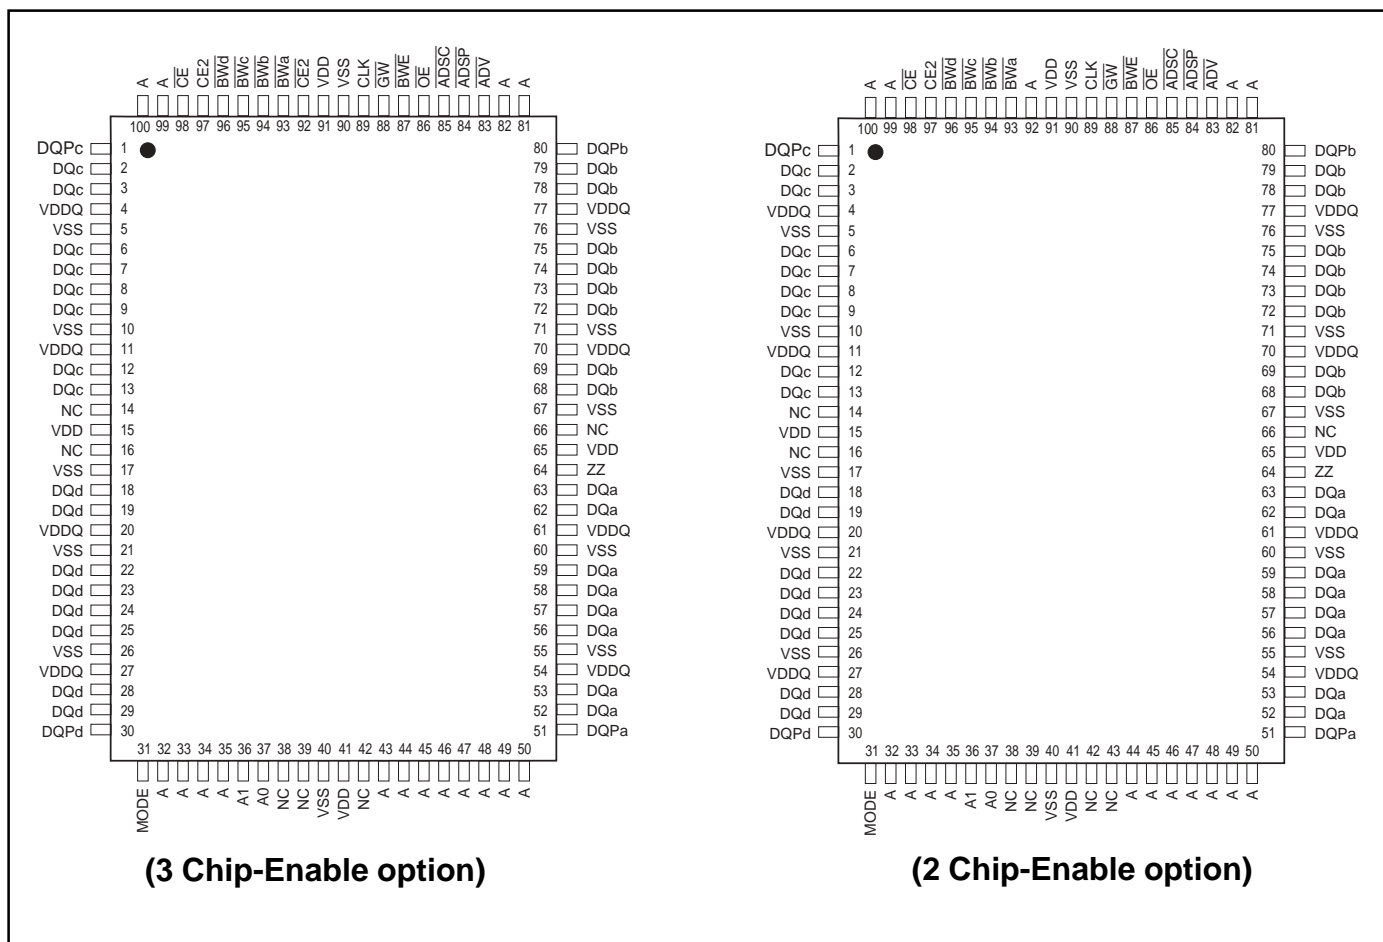 A A CE CE2 BWd BWc BWb BWa CE2 VDD VSS CLK GW BWE OE ADSC ADSP ADV A A
100 99 98 97 96 95 94 93 92 91 90 89 88 87 86 85 84 83 82 81
DQPc 1 80 DQPb
DQc 2 79 DQb
DQc 3 78 DQb
VDDQ 4 77 VDDQ
VSS 5 76 VSS
DQc 6 75 DQb
DQc 7 74 DQb
DQc 8 73 DQb
DQc 9 72 DQb
VSS 10 71 VSS
VDDQ 11 70 VDDQ
DQc 12 69 DQb
DQc 13 68 DQb
NC 14 67 VSS
VDD 15 66 NC
NC 16 65 VDD
VSS 17 64 ZZ
DQd 18 63 DQa
DQd 19 62 DQa
VDDQ 20 61 VDDQ
VSS 21 60 VSS
DQd 22 59 DQa
DQd 23 58 DQa
DQd 24 57 DQa
DQd 25 56 DQa
VSS 26 55 VSS
VDDQ 27 54 VDDQ
DQd 28 53 DQa
DQd 29 52 DQa
DQPd 30 51 DQPa
31 32 33 34 35 36 37 38 39 40 41 42 43 44 45 46 47 48 49 50
MODE A A A A A1 A0 NC NC VSS VDD NC A A A A A A A A
(3 Chip-Enable option)
A A CE CE2 BWd BWc BWb BWa A VDD VSS CLK GW BWE OE ADSC ADSP ADV A A
100 99 98 97 96 95 94 93 92 91 90 89 88 87 86 85 84 83 82 81
DQPc 1 80 DQPb
DQc 2 79 DQb
DQc 3 78 DQb
VDDQ 4 77 VDDQ
VSS 5 76 VSS
DQc 6 75 DQb
DQc 7 74 DQb
DQc 8 73 DQb
DQc 9 72 DQb
VSS 10 71 VSS
VDDQ 11 70 VDDQ
DQc 12 69 DQb
DQc 13 68 DQb
NC 14 67 VSS
VDD 15 66 NC
NC 16 65 VDD
VSS 17 64 ZZ
DQd 18 63 DQa
DQd 19 62 DQa
VDDQ 20 61 VDDQ
VSS 21 60 VSS
DQd 22 59 DQa
DQd 23 58 DQa
DQd 24 57 DQa
DQd 25 56 DQa
VSS 26 55 VSS
VDDQ 27 54 VDDQ
DQd 28 53 DQa
DQd 29 52 DQa
DQPd 30 51 DQPa
31 32 33 34 35 36 37 38 39 40 41 42 43 44 45 46 47 48 49 50
MODE A A A A A1 A0 NC NC VSS VDD NC NC A A A A A A A
(2 Chip-Enable option)